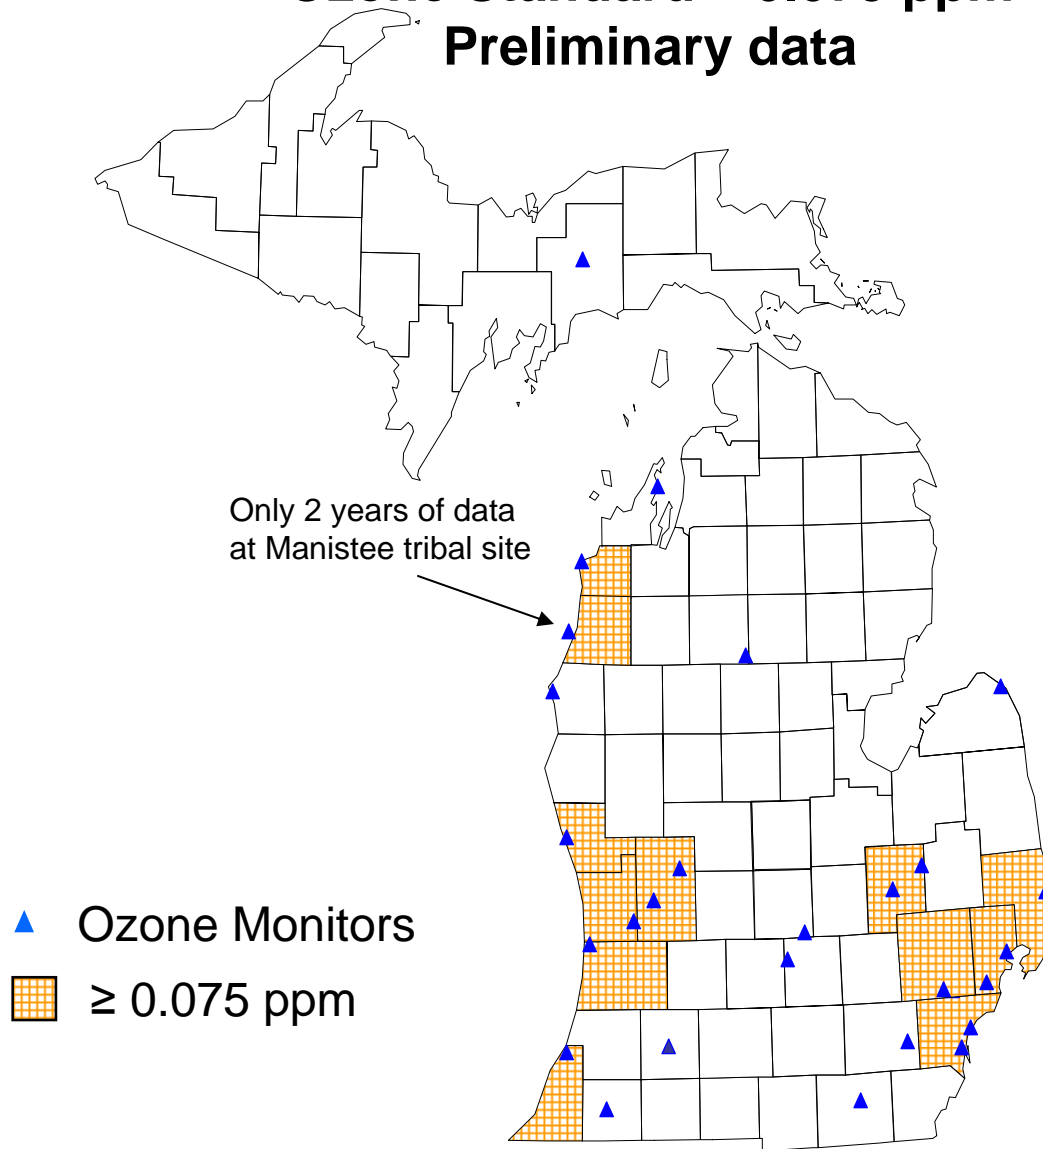 Preliminary data
Only 2 years of data
at Manistee tribal site
Ozone Monitors
≥ 0.075 ppm